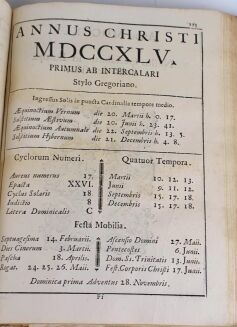 ANNUS CHRISTI
MDCCXLV.
PRIMUS AB INTERCALARI
Stylo Gregoriano.
Ingressus Solis in puncta Cardinalia tempore medio.
Æquinoctium Vernum die 20. Martii h. 0. 17.
Solstitium Æstivum die 20. Junii h. 23. 41.
Æquinoctium Autumnale die 22. Septembris h. 13. 5.
Solstitium Hybernum die 21. Decembris h. 4. 8.
Cyclorum Numeri.
Aureus numerus 17.
Epacta XXVI.
Cyclus Solaris 18
Indictio 8
Litera Dominicalis C
Quatuor Tempora.
Martii 10. 12. 13.
Junii 9. 11. 12.
Septembris 15. 17. 18.
Decembris 15. 17. 18.
Festa Mobilia.
Septuagesima 14. Februarii.
Dies Cinerum 3. Martii.
Pascha 18. Aprilis.
Rogat. 24. 25. 26. Maii.
Ascensio Domini 27. Maii.
Pentecostes 6. Junii.
Dom. Ss. Trinitatis 13. Junii.
Fest. Corporis Christi 17. Junii.
Dominica prima Adventus 28. Novembris.